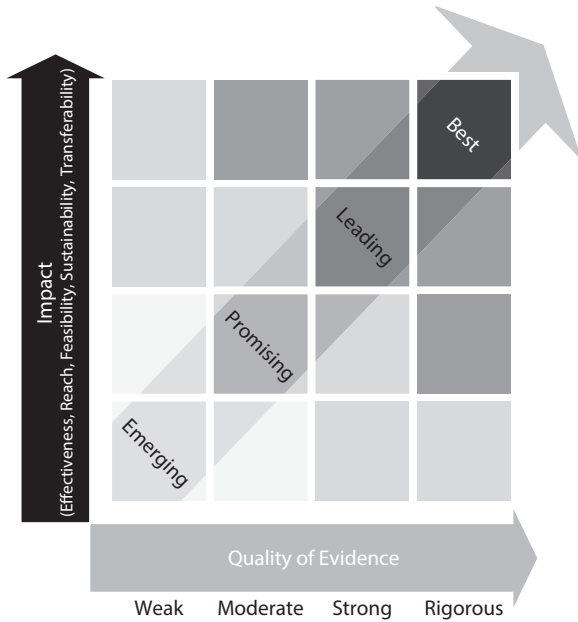 Impact
(Effectiveness, Reach, Feasibility, Sustainability, Transferability)
Best
Leading
Promising
Emerging
Quality of Evidence
Weak
Moderate
Strong
Rigorous